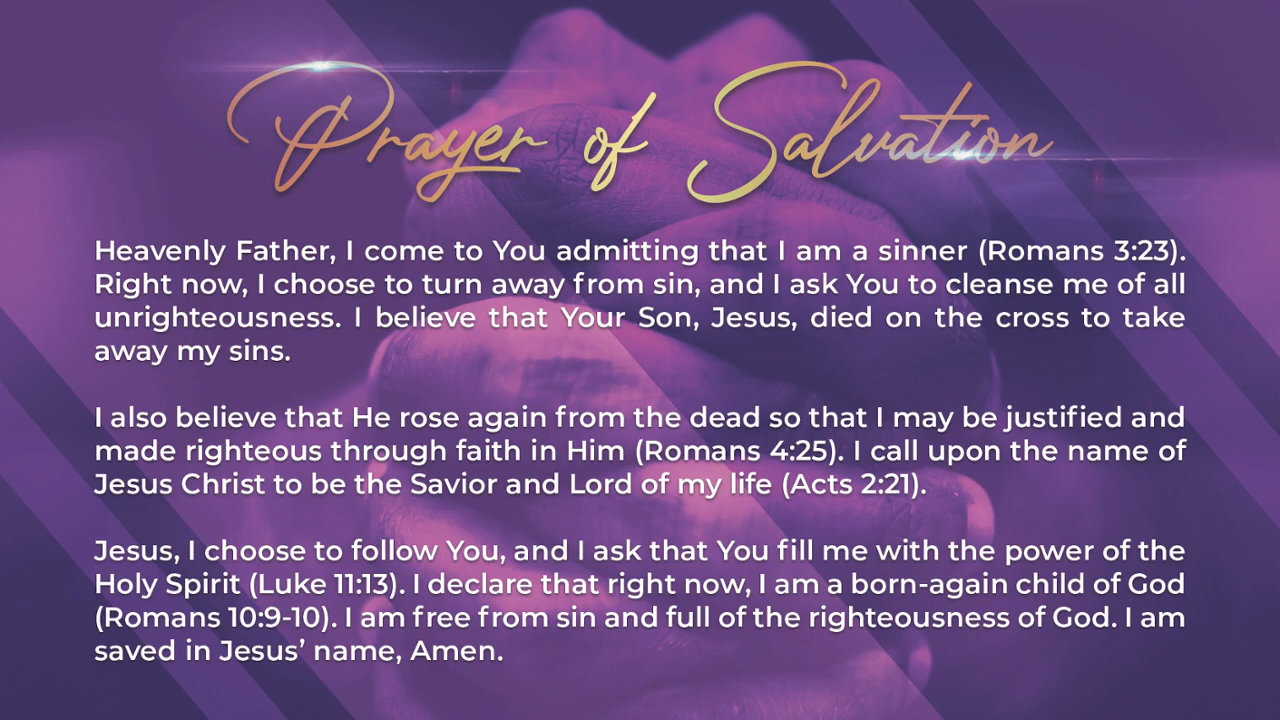 Prayer of Salvation
Heavenly Father, I come to You admitting that I am a sinner (Romans 3:23).
Right now, I choose to turn away from sin, and I ask You to cleanse me of all
unrighteousness. I believe that Your Son, Jesus, died on the cross to take
away my sins.
I also believe that He rose again from the dead so that I may be justified and
made righteous through faith in Him (Romans 4:25). I call upon the name of
Jesus Christ to be the Savior and Lord of my life (Acts 2:21).
Jesus, I choose to follow You, and I ask that You fill me with the power of the
Holy Spirit (Luke 11:13). I declare that right now, I am a born-again child of God
(Romans 10:9-10). I am free from sin and full of the righteousness of God. I am
saved in Jesus’ name, Amen.